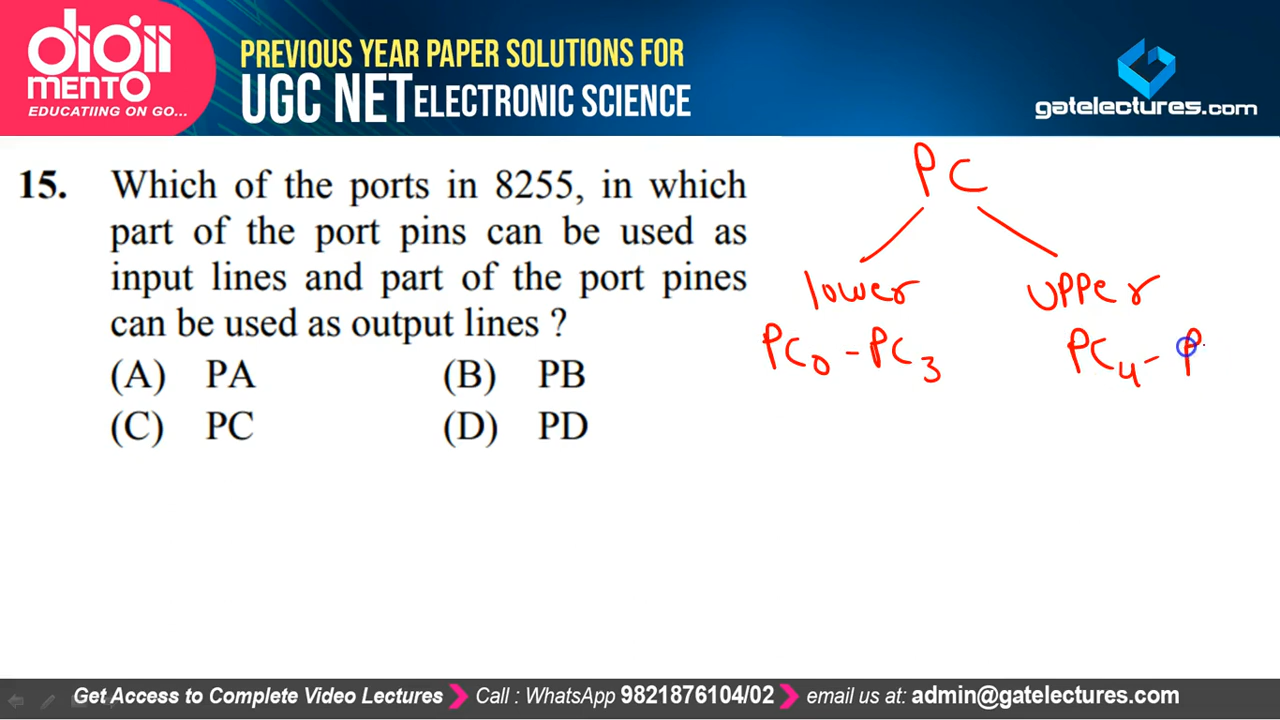 digii
MENTO
EDUCATIING ON GO...
PREVIOUS YEAR PAPER SOLUTIONS FOR
UGC NET ELECTRONIC SCIENCE
gatelectures.com
15. Which of the ports in 8255, in which
part of the port pins can be used as
input lines and part of the port pines
can be used as output lines ?
(A) PA (B) PB
(C) PC (D) PD
PC
lower upper
PC0 - PC3 PC4 - P
Get Access to Complete Video Lectures Call : WhatsApp 9821876104/02 email us at: admin@gatelectures.com